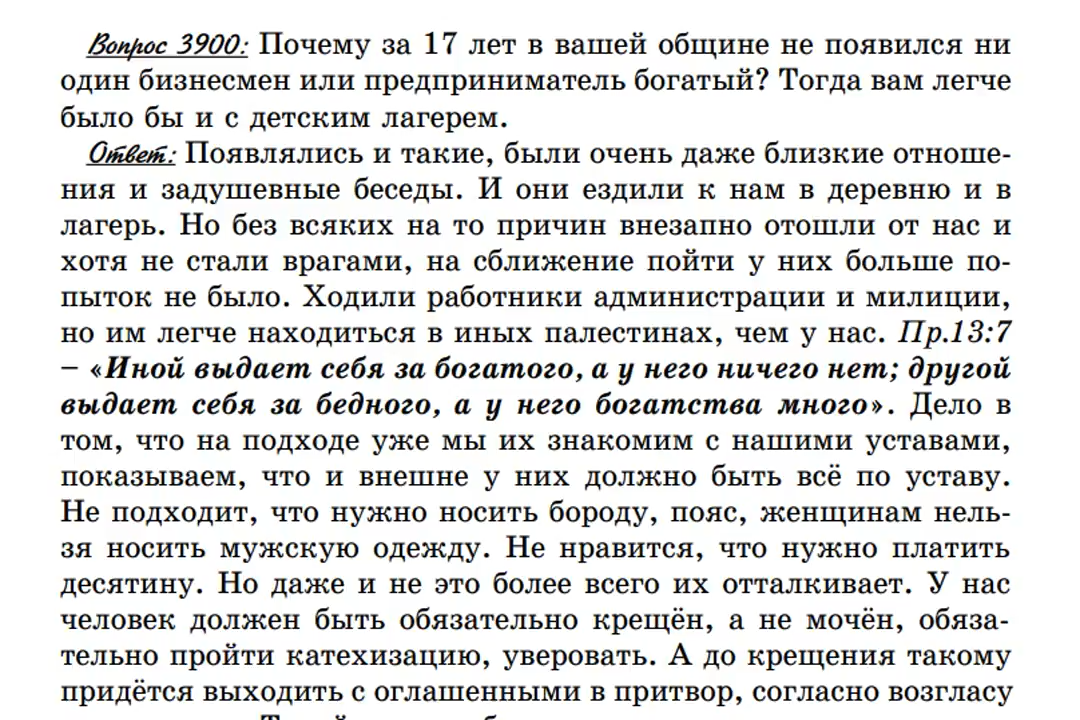 Вопрос 3900: Почему за 17 лет в вашей общине не появился ни
один бизнесмен или предприниматель богатый? Тогда вам легче
было бы и с детским лагерем.
Ответ: Появлялись и такие, были очень даже близкие отноше-
ния и задушевные беседы. И они ездили к нам в деревню и в
лагерь. Но без всяких на то причин внезапно отошли от нас и
хотя не стали врагами, на сближение пойти у них больше по-
пыток не было. Ходили работники администрации и милиции,
но им легче находиться в иных палестинах, чем у нас. Пр.13:7
– «Иной выдает себя за богатого, а у него ничего нет; другой
выдает себя за бедного, а у него богатства много». Дело в
том, что на подходе уже мы их знакомим с нашими уставами,
показываем, что и внешне у них должно быть всё по уставу.
Не подходит, что нужно носить бороду, пояс, женщинам нель-
зя носить мужскую одежду. Не нравится, что нужно платить
десятину. Но даже и не это более всего их отталкивает. У нас
человек должен быть обязательно крещён, а не мочён, обяза-
тельно пройти катехизацию, уверовать. А до крещения такому
придётся выходить с оглашенными в притвор, согласно возгласу